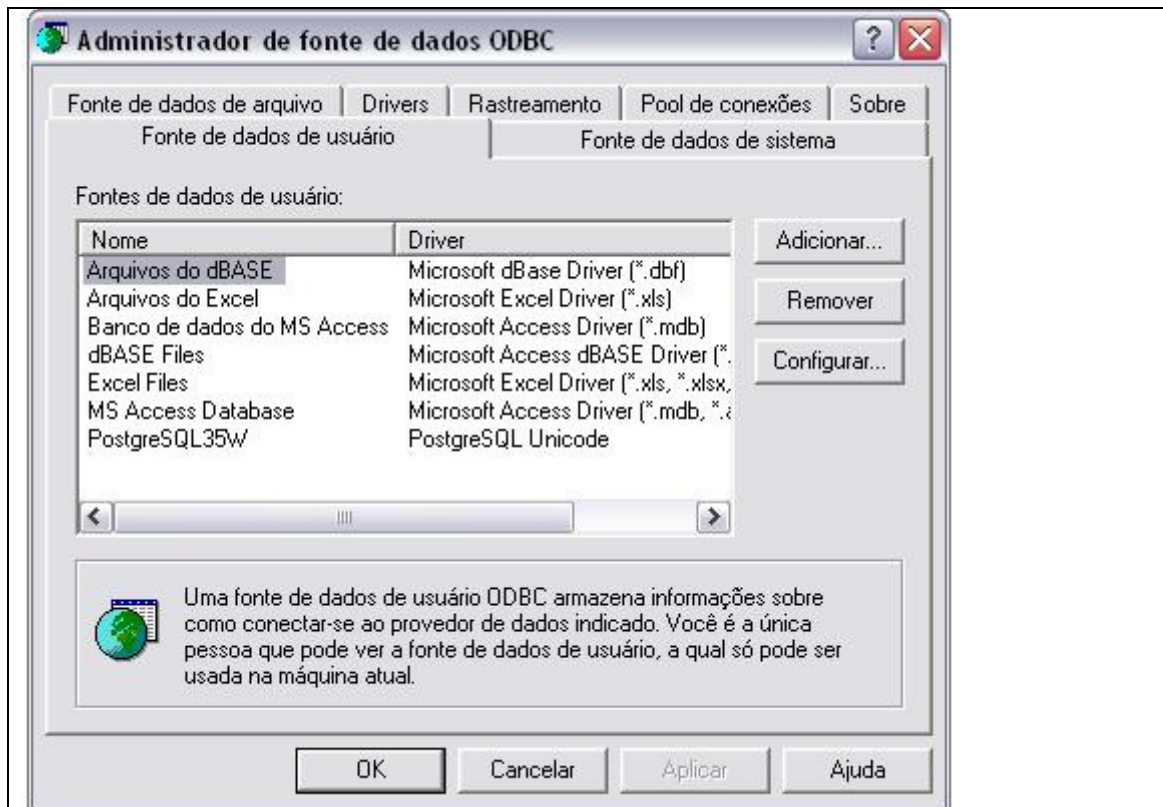 Administrador de fonte de dados ODBC
Fonte de dados de arquivo Drivers Rastreamento Pool de conexões Sobre
Fonte de dados de usuário Fonte de dados de sistema
Fontes de dados de usuário:
Nome Driver
Arquivos do dBASE Microsoft dBase Driver (*.dbf)
Arquivos do Excel Microsoft Excel Driver (*.xls)
Banco de dados do MS Access Microsoft Access Driver (*.mdb)
dBASE Files Microsoft Access dBASE Driver (*.
Excel Files Microsoft Excel Driver (*.xls, *.xlsx,
MS Access Database Microsoft Access Driver (*.mdb, *.a
PostgreSQL35W PostgreSQL Unicode
Adicionar...
Remover
Configurar...
Uma fonte de dados de usuário ODBC armazena informações sobre
como conectar-se ao provedor de dados indicado. Você é a única
pessoa que pode ver a fonte de dados de usuário, a qual só pode ser
usada na máquina atual.
OK Cancelar Aplicar Ajuda